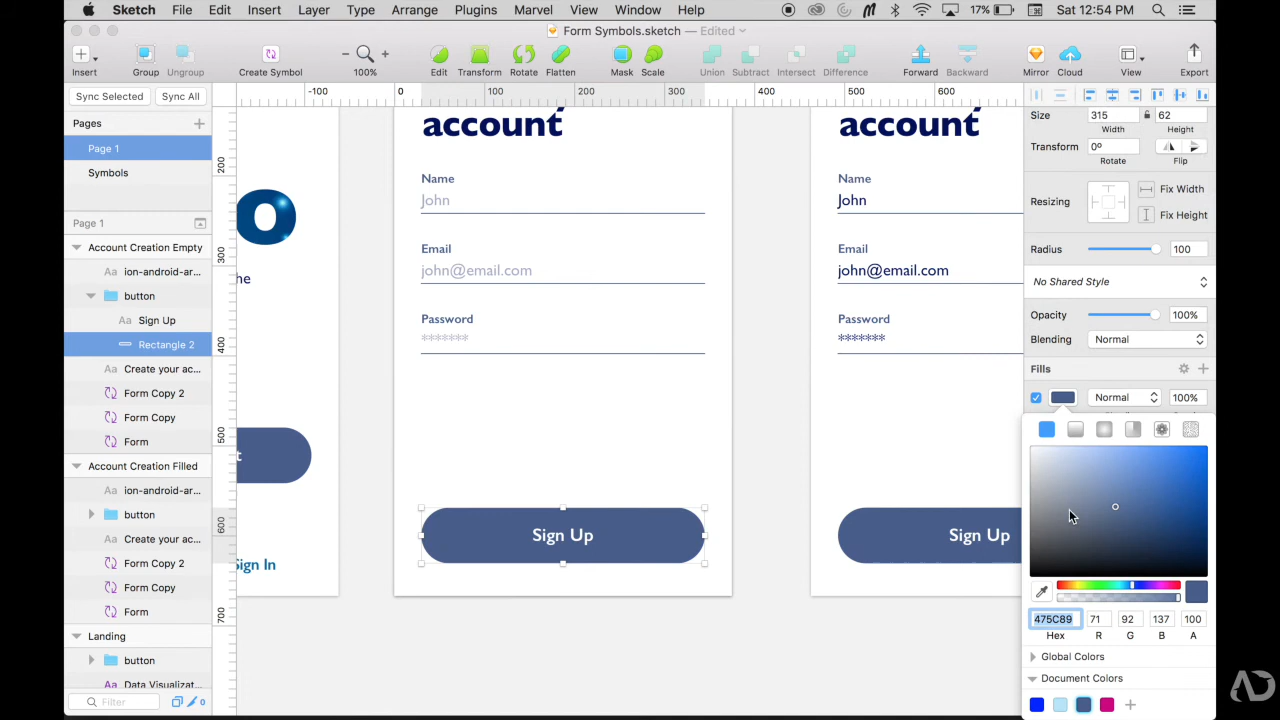 Sketch File Edit Insert Layer Type Arrange Plugins Marvel View Window Help 17% Sat 12:54 PM
Form Symbols.sketch — Edited
Insert Group Ungroup Create Symbol 100% Edit Transform Rotate Flatten Mask Scale Union Subtract Intersect Difference Forward Backward Mirror Cloud View Export
Sync Selected Sync All
-100 0 100 200 300 400 500 600
Pages
Page 1
Symbols
Page 1
Account Creation Empty
Aa ion-android-ar...
button
Aa Sign Up
Rectangle 2
Aa Create your ac...
Form Copy 2
Form Copy
Form
Account Creation Filled
Aa ion-android-ar...
button
Aa Create your ac...
Form Copy 2
Form Copy
Form
Landing
button
Aa Data Visualizat...
Filter 0
200
300
400
500
600
700
o
he
t
Sign In
account
Name
John
Email
john@email.com
Password
*******
Sign Up
account
Name
John
Email
john@email.com
Password
*******
Sign Up
Size 315 62
Width Height
Transform 0º
Rotate Flip
Resizing Fix Width
Fix Height
Radius 100
No Shared Style
Opacity 100%
Blending Normal
Fills
Normal 100%
475C89 71 92 137 100
Hex R G B A
Global Colors
Document Colors
AD